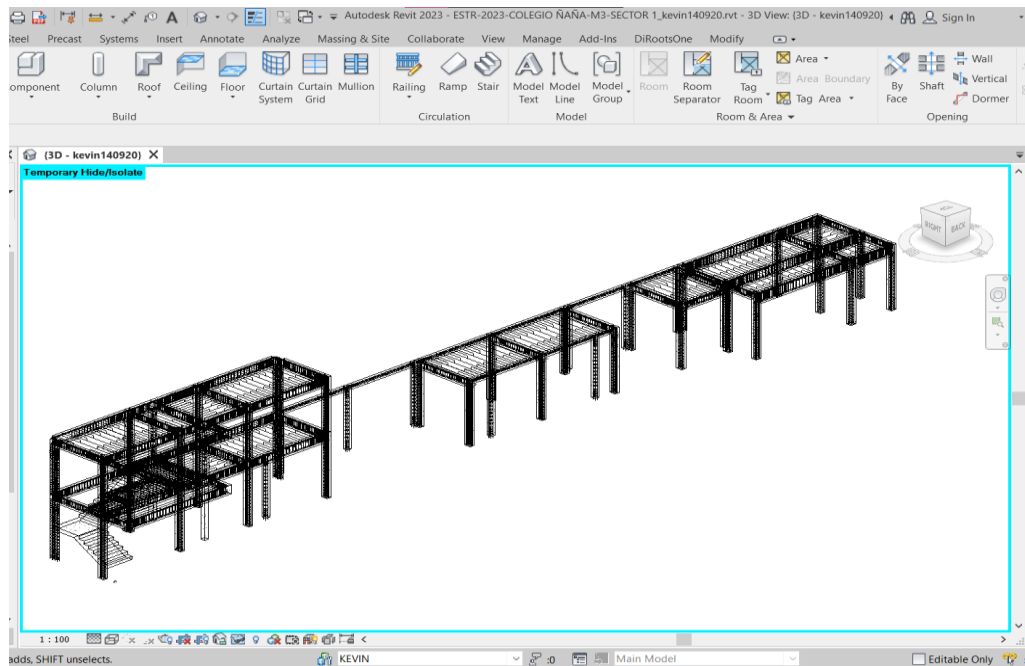 Autodesk Revit 2023 - ESTR-2023-COLEGIO ÑAÑA-M3-SECTOR 1_kevin140920.rvt - 3D View: {3D - kevin140920}
Sign In
Steel Precast Systems Insert Annotate Analyze Massing & Site Collaborate View Manage Add-Ins DiRootsOne Modify
omponent Column Roof Ceiling Floor Curtain System Curtain Grid Mullion
Railing Ramp Stair
Model Text Model Line Model Group
Room Room Separator Tag Room
Area
Area Boundary
Tag Area
By Face Shaft
Wall
Vertical
Dormer
Build Circulation Model Room & Area Opening
{3D - kevin140920}
Temporary Hide/Isolate
RIGHT BACK
1 : 100
adds, SHIFT unselects.
KEVIN
:0
Main Model
Editable Only